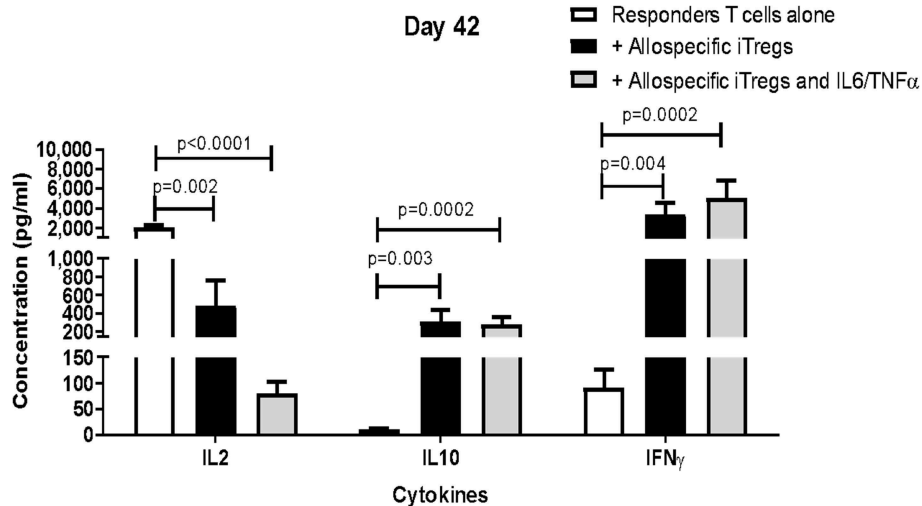 Day 42
Responders T cells alone
+ Allospecific iTregs
+ Allospecific iTregs and IL6/TNFα
Concentration (pg/ml)
10,000
8,000
6,000
4,000
2,000
1,000
800
600
400
200
150
100
50
0
p<0.0001
p=0.002
p=0.0002
p=0.003
p=0.0002
p=0.004
IL2
IL10
IFNγ
Cytokines